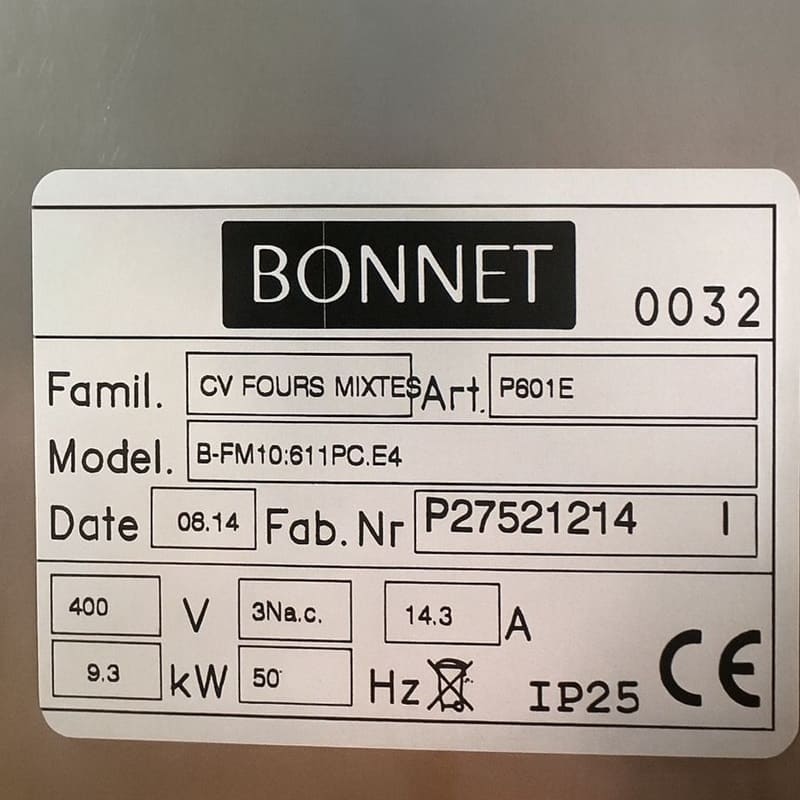 BONNET
0032
Famil. CV FOURS MIXTES Art. P601E
Model. B-FM10:611PC.E4
Date 08.14 Fab. Nr P27521214 I
400 V 3Na.c. 14.3 A
9.3 kW 50 Hz IP25 CE